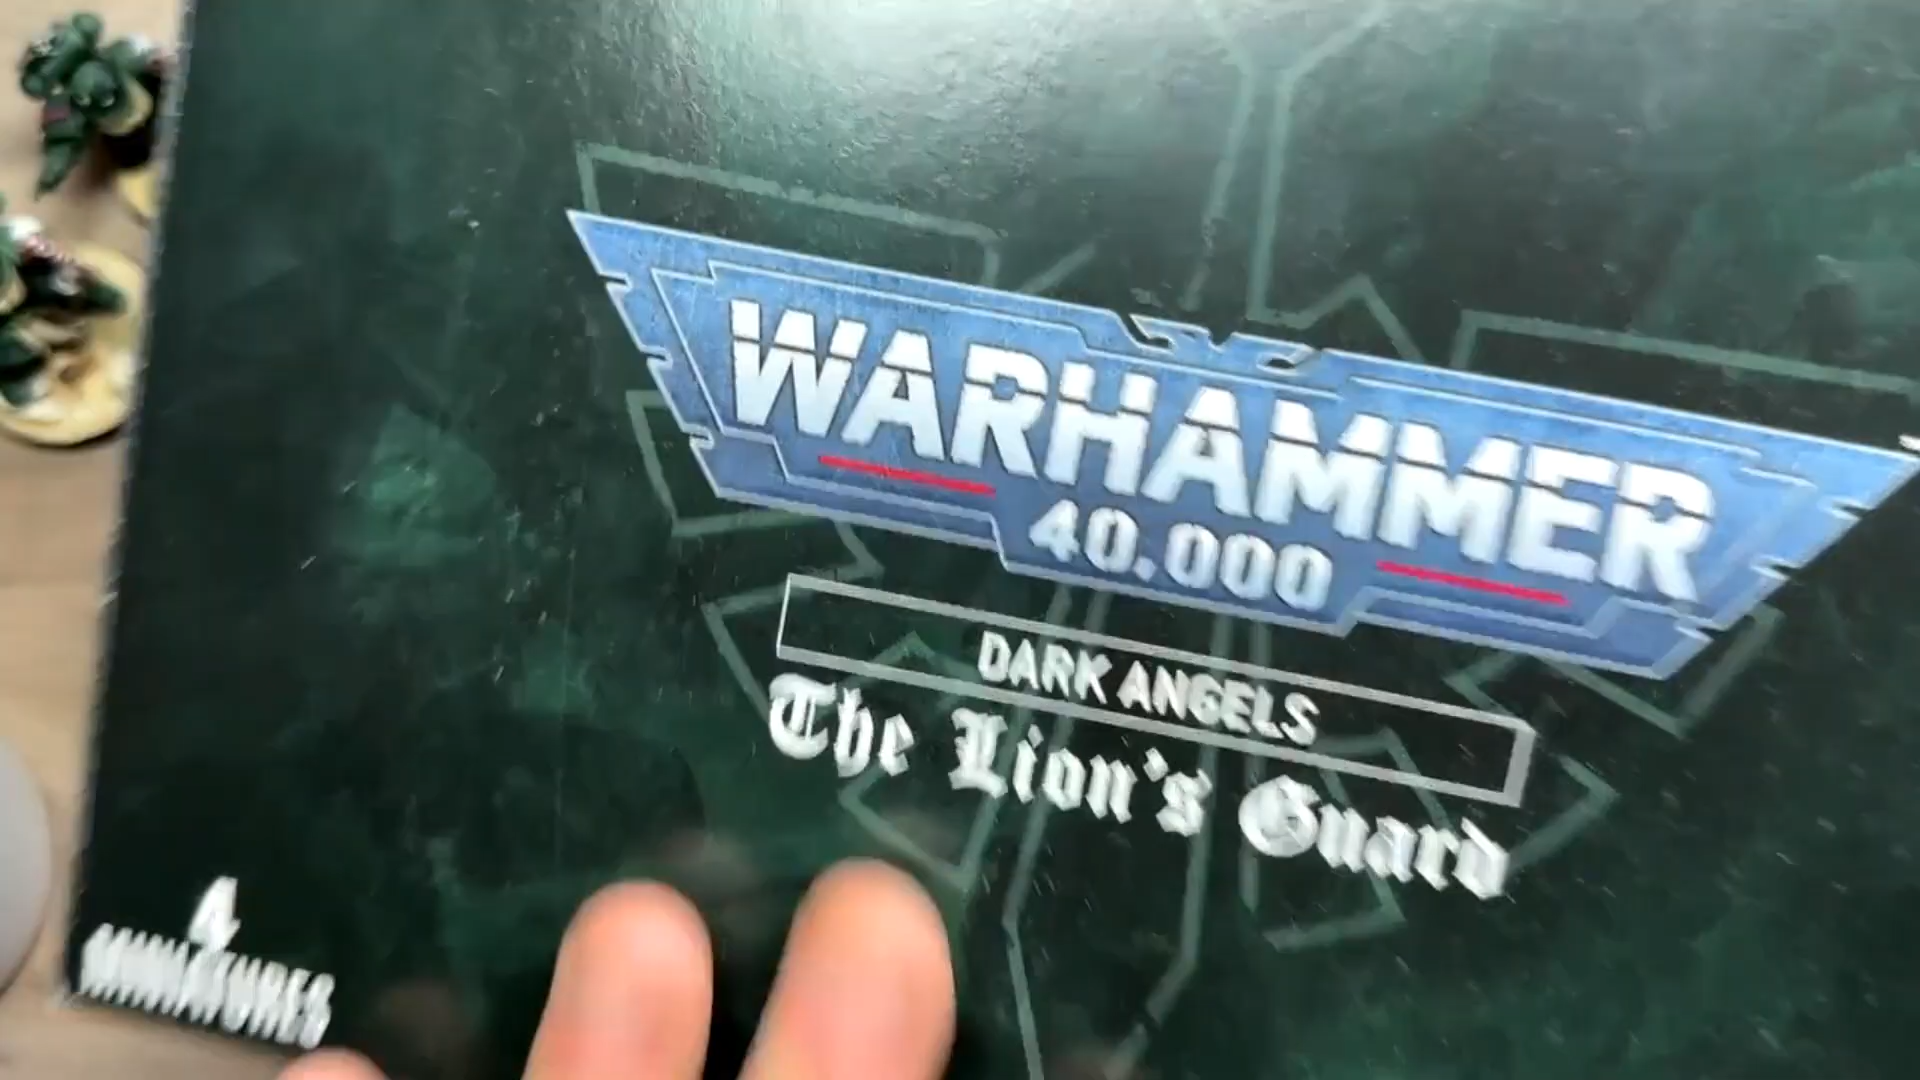 WARHAMMER
40,000
DARK ANGELS
The Lion's Guard
4
MINIATURES